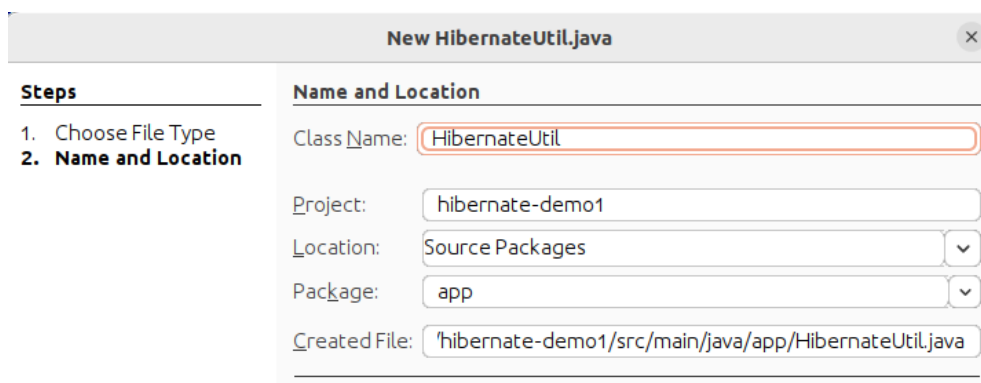 New HibernateUtil.java
Steps
1. Choose File Type
2. Name and Location
Name and Location
Class Name: HibernateUtil
Project: hibernate-demo1
Location: Source Packages
Package: app
Created File: /hibernate-demo1/src/main/java/app/HibernateUtil.java